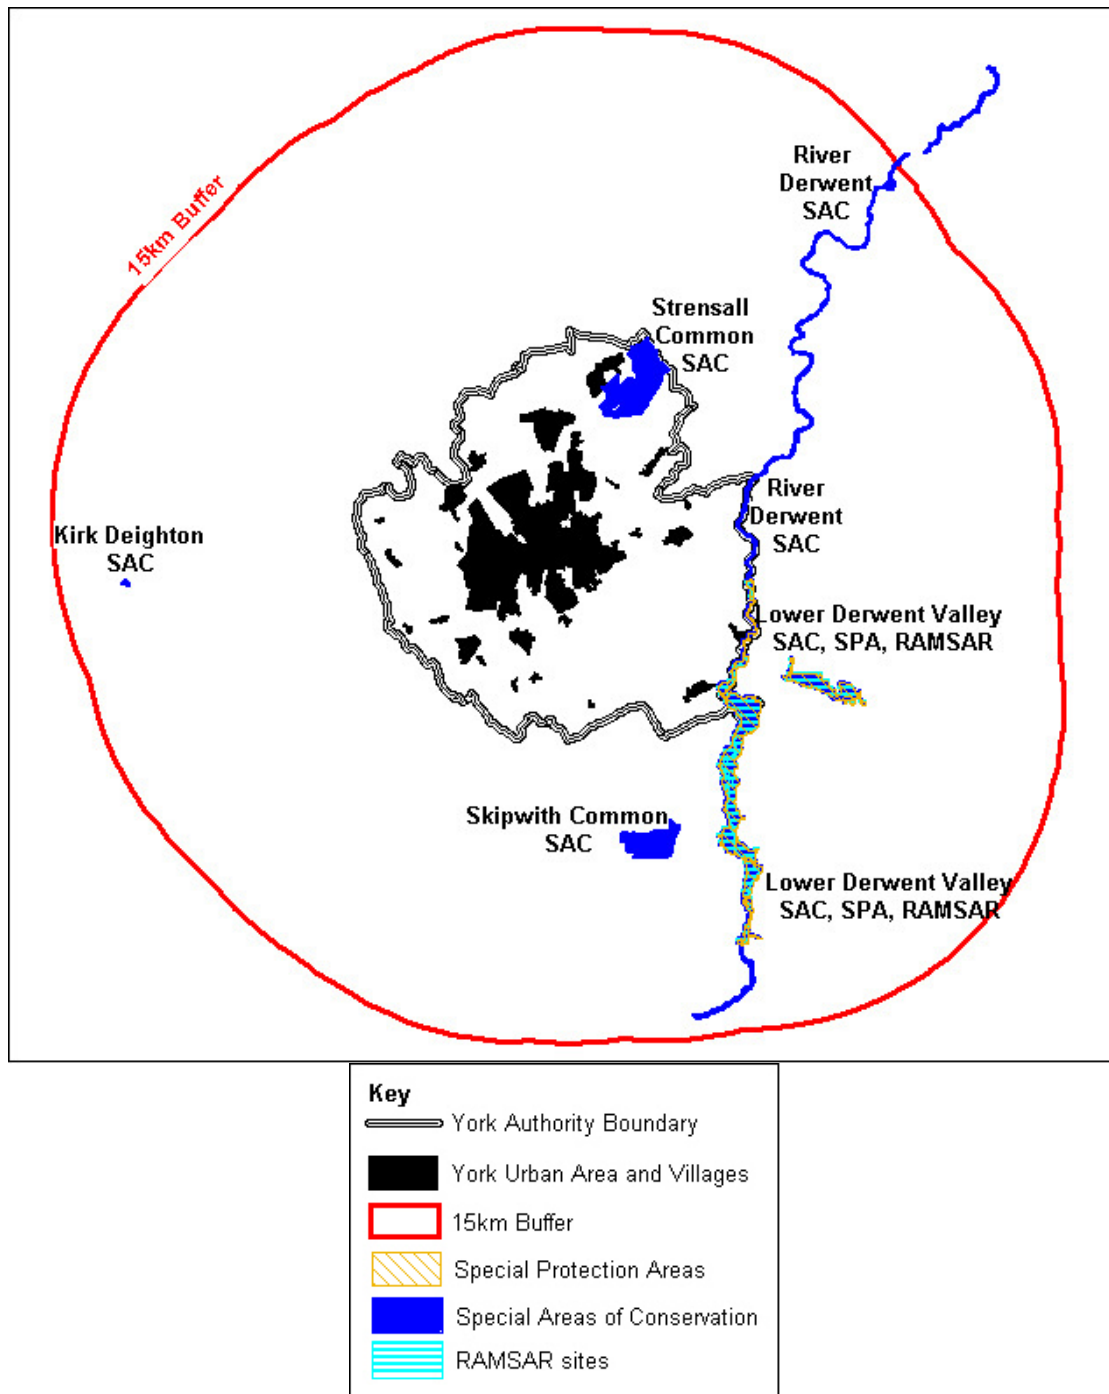 River
Derwent
SAC
15km Buffer
Strensall
Common
SAC
River
Derwent
SAC
Kirk Deighton
SAC
Lower Derwent Valley
SAC, SPA, RAMSAR
Skipwith Common
SAC
Lower Derwent Valley
SAC, SPA, RAMSAR
Key
York Authority Boundary
York Urban Area and Villages
15km Buffer
Special Protection Areas
Special Areas of Conservation
RAMSAR sites